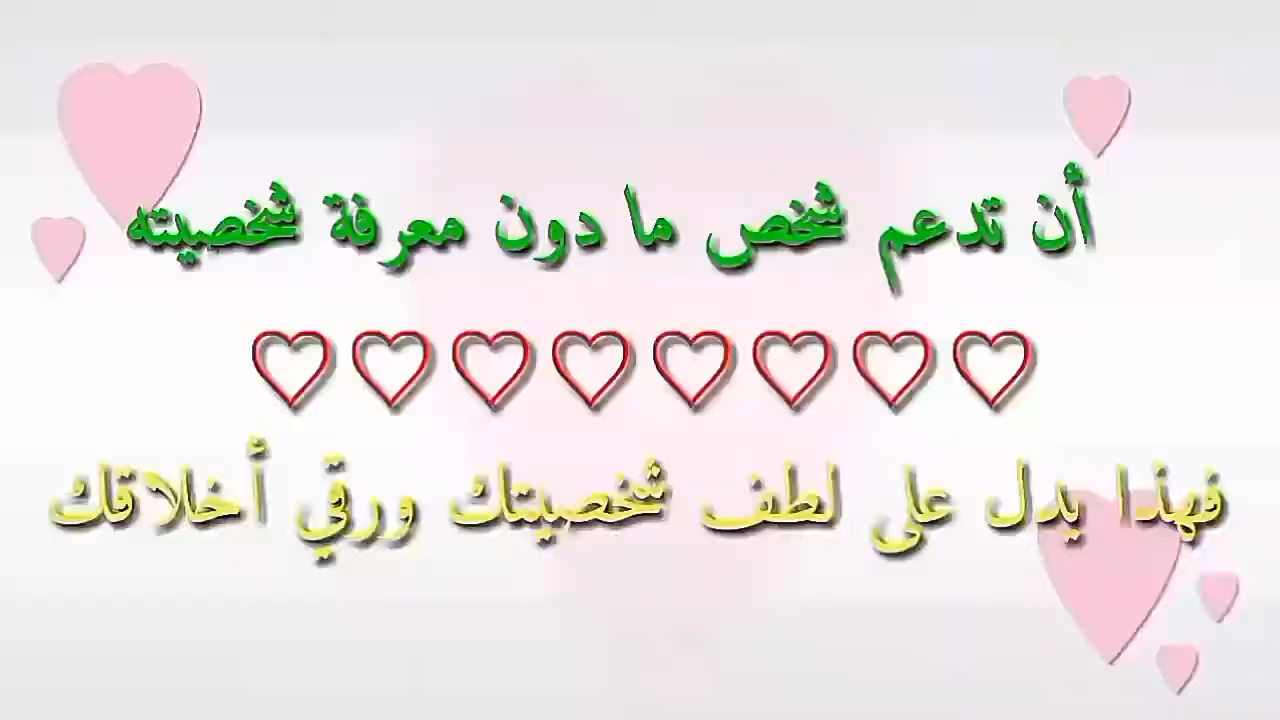 أن تدعم شخص ما دون معرفة شخصيته
♡♡♡♡♡♡♡♡
فهذا يدل على لطف شخصيتك ورقي أخلاقك